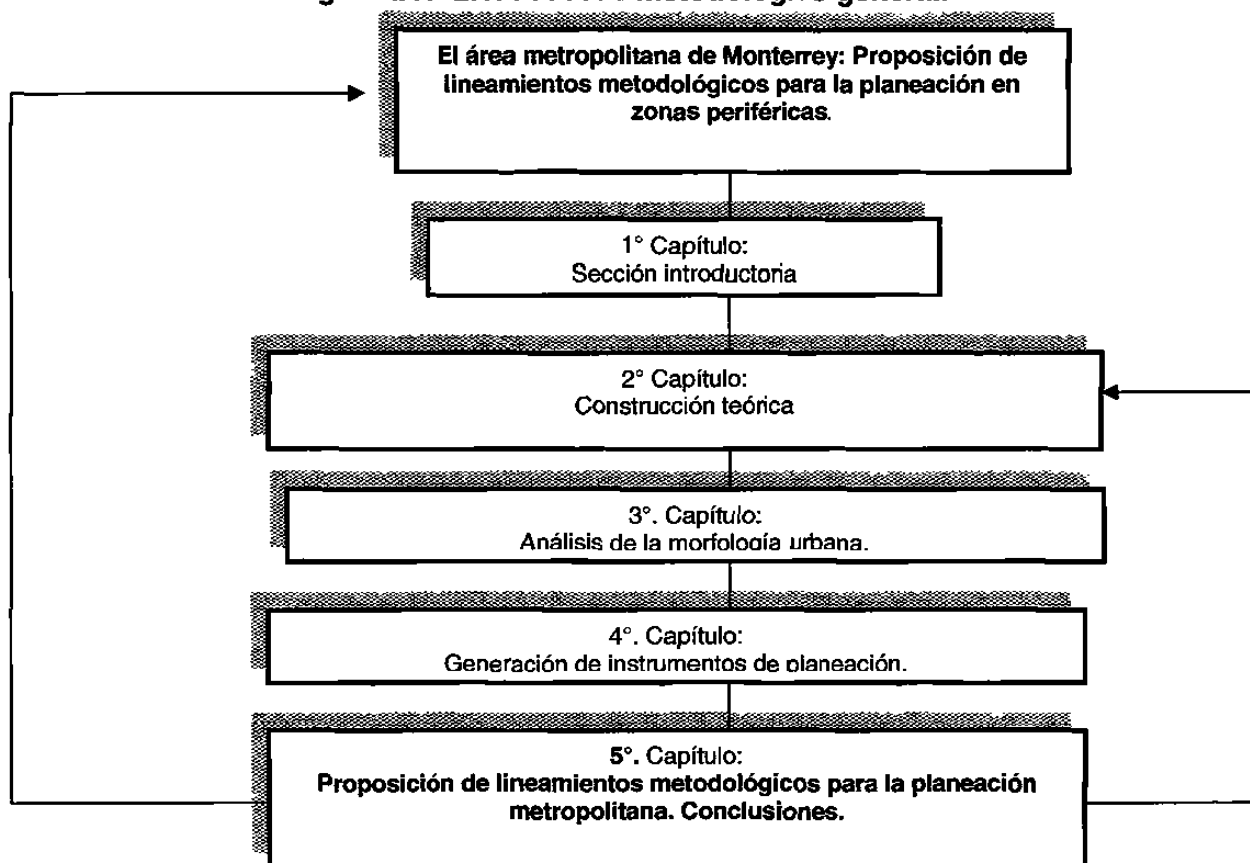 metodológico general.
El área metropolitana de Monterrey: Proposición de
lineamientos metodológicos para la planeación en
zonas periféricas.
1° Capítulo:
Sección introductoria
2° Capítulo:
Construcción teórica
3°. Capítulo:
Análisis de la morfología urbana.
4°. Capítulo:
Generación de instrumentos de planeación.
5°. Capítulo:
Proposición de lineamientos metodológicos para la planeación
metropolitana. Conclusiones.